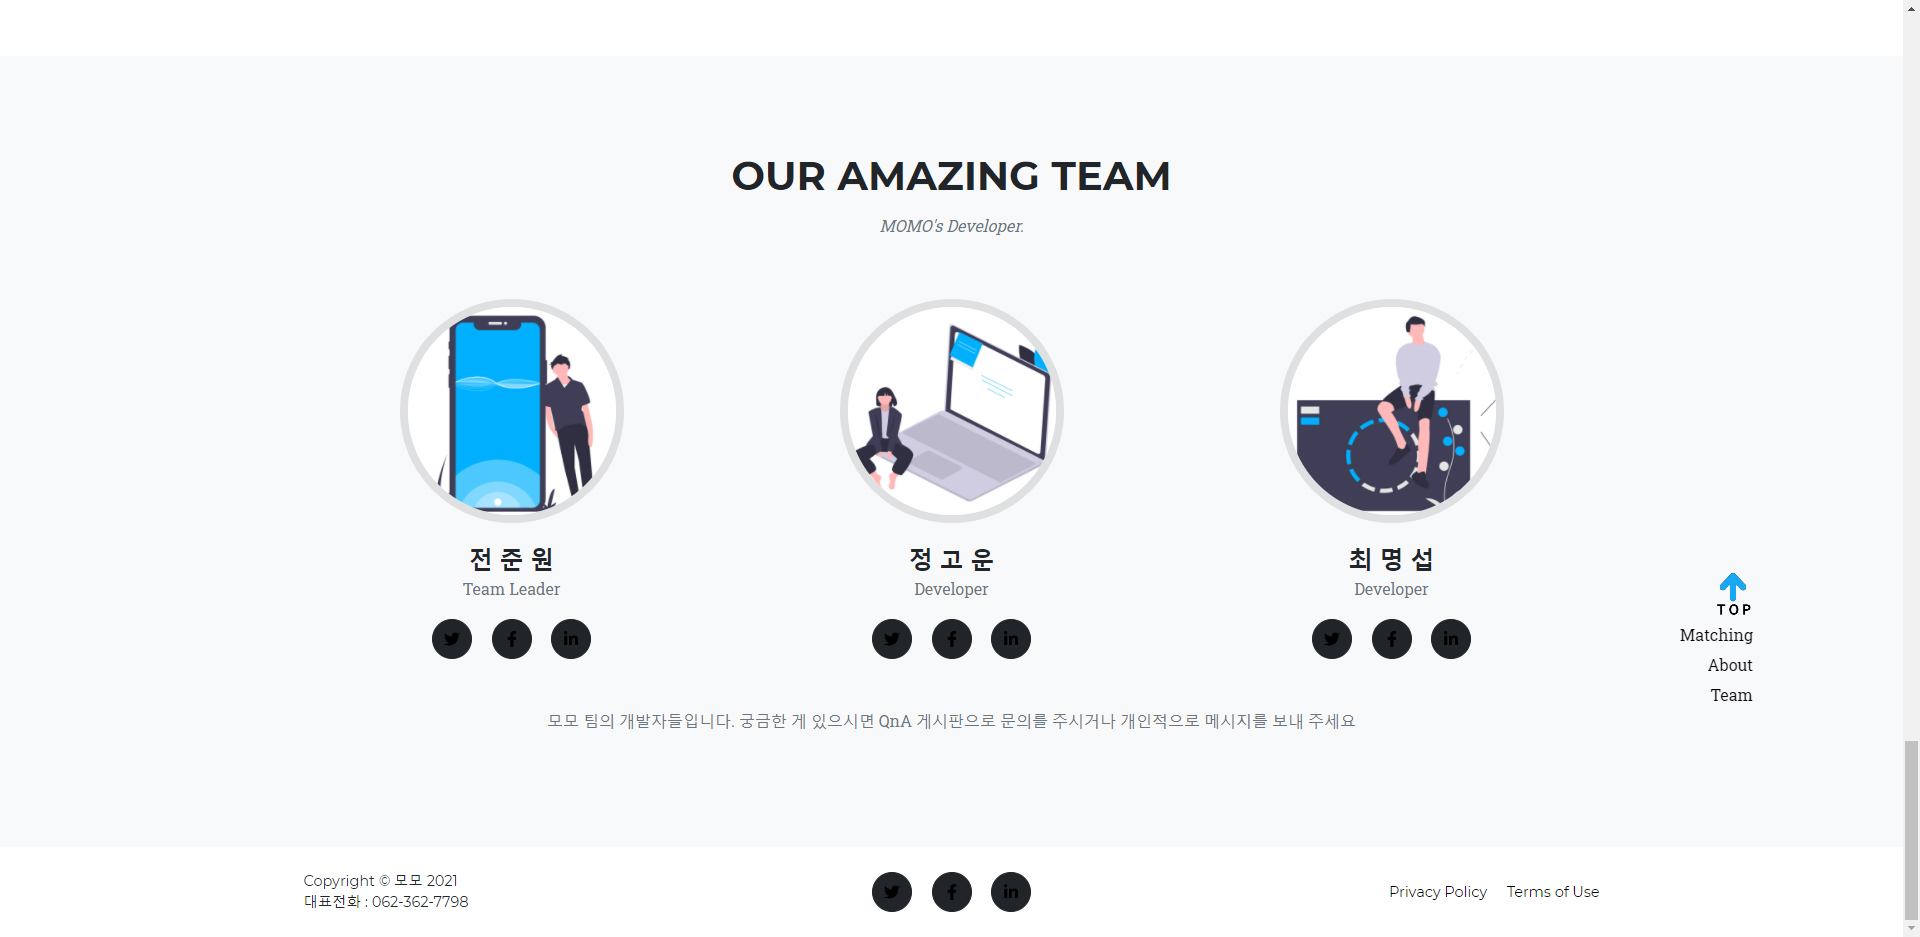 OUR AMAZING TEAM
MOMO's Developer.
전 준 원
Team Leader
정 고 운
Developer
최 명 섭
Developer
TOP
Matching
About
Team
모모 팀의 개발자들입니다. 궁금한 게 있으시면 QnA 게시판으로 문의를 주시거나 개인적으로 메시지를 보내 주세요
Copyright © 모모 2021
대표전화 : 062-362-7798
Privacy Policy
Terms of Use